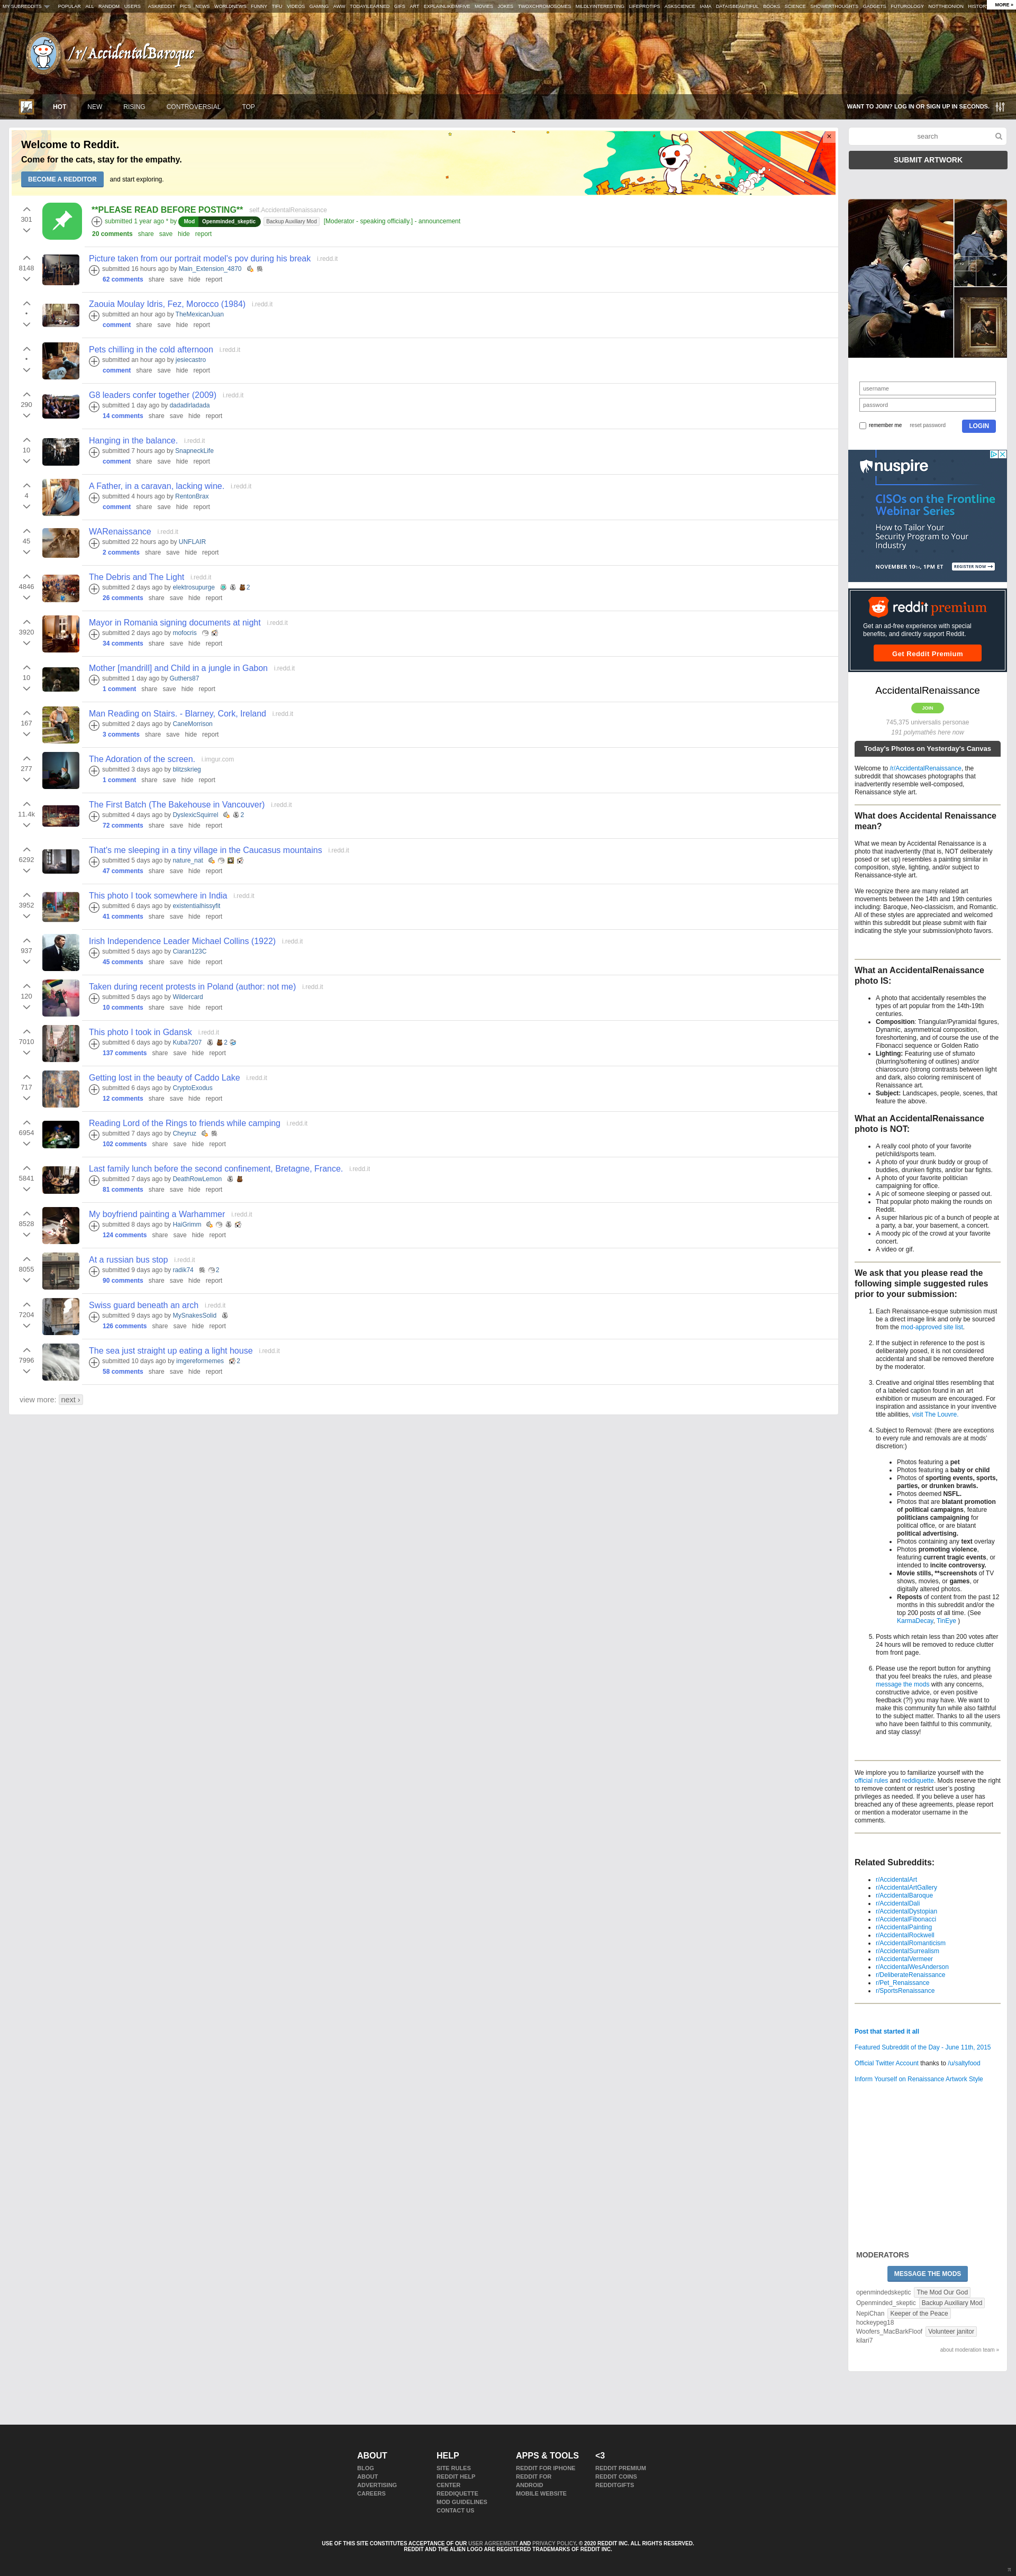 MY SUBREDDITS POPULAR ALL RANDOM USERS ASKREDDIT PICS NEWS WORLDNEWS FUNNY TIFU VIDEOS GAMING AWW TODAYILEARNED GIFS ART EXPLAINLIKEIMFIVE MOVIES JOKES TWOXCHROMOSOMES MILDLYINTERESTING LIFEPROTIPS ASKSCIENCE IAMA DATAISBEAUTIFUL BOOKS SCIENCE SHOWERTHOUGHTS GADGETS FUTUROLOGY NOTTHEONION HISTOR MORE »
/r/AccidentalBaroque
HOT NEW RISING CONTROVERSIAL TOP
WANT TO JOIN? LOG IN OR SIGN UP IN SECONDS.
Welcome to Reddit.
Come for the cats, stay for the empathy.
BECOME A REDDITOR and start exploring.
x
301
**PLEASE READ BEFORE POSTING** self.AccidentalRenaissance
submitted 1 year ago * by Mod Openminded_skeptic Backup Auxiliary Mod [Moderator - speaking officially.] - announcement
20 comments share save hide report
8148
Picture taken from our portrait model's pov during his break i.redd.it
submitted 16 hours ago by Main_Extension_4870
62 comments share save hide report
•
Zaouia Moulay Idris, Fez, Morocco (1984) i.redd.it
submitted an hour ago by TheMexicanJuan
comment share save hide report
•
Pets chilling in the cold afternoon i.redd.it
submitted an hour ago by jesiecastro
comment share save hide report
290
G8 leaders confer together (2009) i.redd.it
submitted 1 day ago by dadadirladada
14 comments share save hide report
10
Hanging in the balance. i.redd.it
submitted 7 hours ago by SnapneckLife
comment share save hide report
4
A Father, in a caravan, lacking wine. i.redd.it
submitted 4 hours ago by RentonBrax
comment share save hide report
45
WARenaissance i.redd.it
submitted 22 hours ago by UNFLAIR
2 comments share save hide report
4846
The Debris and The Light i.redd.it
submitted 2 days ago by elektrosupurge 2
26 comments share save hide report
3920
Mayor in Romania signing documents at night i.redd.it
submitted 2 days ago by mofocris
34 comments share save hide report
10
Mother [mandrill] and Child in a jungle in Gabon i.redd.it
submitted 1 day ago by Guthers87
1 comment share save hide report
167
Man Reading on Stairs. - Blarney, Cork, Ireland i.redd.it
submitted 2 days ago by CaneMorrison
3 comments share save hide report
277
The Adoration of the screen. i.imgur.com
submitted 3 days ago by blitzskrieg
1 comment share save hide report
11.4k
The First Batch (The Bakehouse in Vancouver) i.redd.it
submitted 4 days ago by DyslexicSquirrel 2
72 comments share save hide report
6292
That's me sleeping in a tiny village in the Caucasus mountains i.redd.it
submitted 5 days ago by nature_nat
47 comments share save hide report
3952
This photo I took somewhere in India i.redd.it
submitted 6 days ago by existentialhissyfit
41 comments share save hide report
937
Irish Independence Leader Michael Collins (1922) i.redd.it
submitted 5 days ago by Ciaran123C
45 comments share save hide report
120
Taken during recent protests in Poland (author: not me) i.redd.it
submitted 5 days ago by Wildercard
10 comments share save hide report
7010
This photo I took in Gdansk i.redd.it
submitted 6 days ago by Kuba7207 2
137 comments share save hide report
717
Getting lost in the beauty of Caddo Lake i.redd.it
submitted 6 days ago by CryptoExodus
12 comments share save hide report
6954
Reading Lord of the Rings to friends while camping i.redd.it
submitted 7 days ago by Cheyruz
102 comments share save hide report
5841
Last family lunch before the second confinement, Bretagne, France. i.redd.it
submitted 7 days ago by DeathRowLemon
81 comments share save hide report
8528
My boyfriend painting a Warhammer i.redd.it
submitted 8 days ago by HaiGrimm
124 comments share save hide report
8055
At a russian bus stop i.redd.it
submitted 9 days ago by radik74 2
90 comments share save hide report
7204
Swiss guard beneath an arch i.redd.it
submitted 9 days ago by MySnakesSolid
126 comments share save hide report
7996
The sea just straight up eating a light house i.redd.it
submitted 10 days ago by imgereformemes 2
58 comments share save hide report
view more: next ›
search
SUBMIT ARTWORK
username
password
remember me reset password LOGIN
nuspire
CISOs on the Frontline
Webinar Series
How to Tailor Your
Security Program to Your
Industry
NOVEMBER 10TH, 1PM ET REGISTER NOW
reddit premium
Get an ad-free experience with special
benefits, and directly support Reddit.
Get Reddit Premium
AccidentalRenaissance
JOIN
745,375 universalis personae
191 polymathēs here now
Today's Photos on Yesterday's Canvas
Welcome to /r/AccidentalRenaissance, the
subreddit that showcases photographs that
inadvertently resemble well-composed,
Renaissance style art.
What does Accidental Renaissance
mean?
What we mean by Accidental Renaissance is a
photo that inadvertently (that is, NOT deliberately
posed or set up) resembles a painting similar in
composition, style, lighting, and/or subject to
Renaissance-style art.
We recognize there are many related art
movements between the 14th and 19th centuries
including: Baroque, Neo-classicism, and Romantic.
All of these styles are appreciated and welcomed
within this subreddit but please submit with flair
indicating the style your submission/photo favors.
What an AccidentalRenaissance
photo IS:
• A photo that accidentally resembles the
types of art popular from the 14th-19th
centuries.
• Composition: Triangular/Pyramidal figures,
Dynamic, asymmetrical composition,
foreshortening, and of course the use of the
Fibonacci sequence or Golden Ratio
• Lighting: Featuring use of sfumato
(blurring/softening of outlines) and/or
chiaroscuro (strong contrasts between light
and dark, also coloring reminiscent of
Renaissance art.
• Subject: Landscapes, people, scenes, that
feature the above.
What an AccidentalRenaissance
photo is NOT:
• A really cool photo of your favorite
pet/child/sports team.
• A photo of your drunk buddy or group of
buddies, drunken fights, and/or bar fights.
• A photo of your favorite politician
campaigning for office.
• A pic of someone sleeping or passed out.
• That popular photo making the rounds on
Reddit.
• A super hilarious pic of a bunch of people at
a party, a bar, your basement, a concert.
• A moody pic of the crowd at your favorite
concert.
• A video or gif.
We ask that you please read the
following simple suggested rules
prior to your submission:
1. Each Renaissance-esque submission must
be a direct image link and only be sourced
from the mod-approved site list.
2. If the subject in reference to the post is
deliberately posed, it is not considered
accidental and shall be removed therefore
by the moderator.
3. Creative and original titles resembling that
of a labeled caption found in an art
exhibition or museum are encouraged. For
inspiration and assistance in your inventive
title abilities, visit The Louvre.
4. Subject to Removal: (there are exceptions
to every rule and removals are at mods'
discretion:)
• Photos featuring a pet
• Photos featuring a baby or child
• Photos of sporting events, sports,
parties, or drunken brawls.
• Photos deemed NSFL.
• Photos that are blatant promotion
of political campaigns, feature
politicians campaigning for
political office, or are blatant
political advertising.
• Photos containing any text overlay
• Photos promoting violence,
featuring current tragic events, or
intended to incite controversy.
• Movie stills, **screenshots of TV
shows, movies, or games, or
digitally altered photos.
• Reposts of content from the past 12
months in this subreddit and/or the
top 200 posts of all time. (See
KarmaDecay, TinEye )
5. Posts which retain less than 200 votes after
24 hours will be removed to reduce clutter
from front page.
6. Please use the report button for anything
that you feel breaks the rules, and please
message the mods with any concerns,
constructive advice, or even positive
feedback (?!) you may have. We want to
make this community fun while also faithful
to the subject matter. Thanks to all the users
who have been faithful to this community,
and stay classy!
We implore you to familiarize yourself with the
official rules and reddiquette. Mods reserve the right
to remove content or restrict user's posting
privileges as needed. If you believe a user has
breached any of these agreements, please report
or mention a moderator username in the
comments.
Related Subreddits:
• r/AccidentalArt
• r/AccidentalArtGallery
• r/AccidentalBaroque
• r/AccidentalDali
• r/AccidentalDystopian
• r/AccidentalFibonacci
• r/AccidentalPainting
• r/AccidentalRockwell
• r/AccidentalRomanticism
• r/AccidentalSurrealism
• r/AccidentalVermeer
• r/AccidentalWesAnderson
• r/DeliberateRenaissance
• r/Pet_Renaissance
• r/SportsRenaissance
Post that started it all
Featured Subreddit of the Day - June 11th, 2015
Official Twitter Account thanks to /u/saltyfood
Inform Yourself on Renaissance Artwork Style
MODERATORS
MESSAGE THE MODS
openmindedskeptic The Mod Our God
Openminded_skeptic Backup Auxiliary Mod
NepiChan Keeper of the Peace
hockeypeg18
Woofers_MacBarkFloof Volunteer janitor
kilari7
about moderation team »
ABOUT
BLOG
ABOUT
ADVERTISING
CAREERS
HELP
SITE RULES
REDDIT HELP
CENTER
REDDIQUETTE
MOD GUIDELINES
CONTACT US
APPS & TOOLS
REDDIT FOR IPHONE
REDDIT FOR
ANDROID
MOBILE WEBSITE
<3
REDDIT PREMIUM
REDDIT COINS
REDDITGIFTS
USE OF THIS SITE CONSTITUTES ACCEPTANCE OF OUR USER AGREEMENT AND PRIVACY POLICY. © 2020 REDDIT INC. ALL RIGHTS RESERVED.
REDDIT AND THE ALIEN LOGO ARE REGISTERED TRADEMARKS OF REDDIT INC.
π